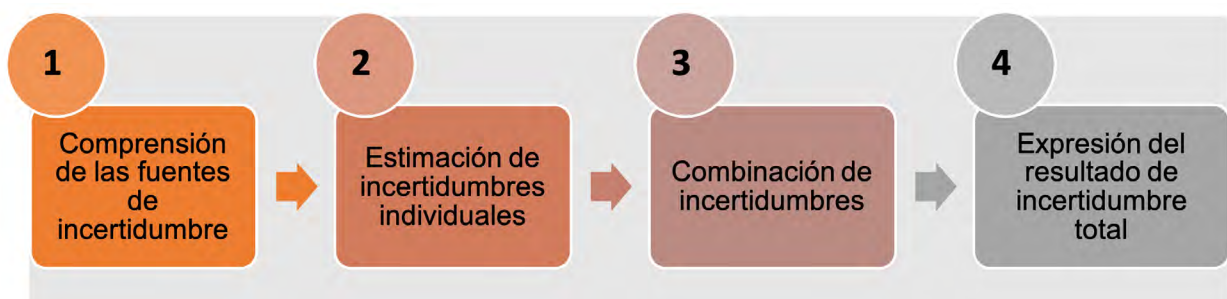 1
Comprensión
de las fuentes
de
incertidumbre
2
Estimación de
incertidumbres
individuales
3
Combinación de
incertidumbres
4
Expresión del
resultado de
incertidumbre
total